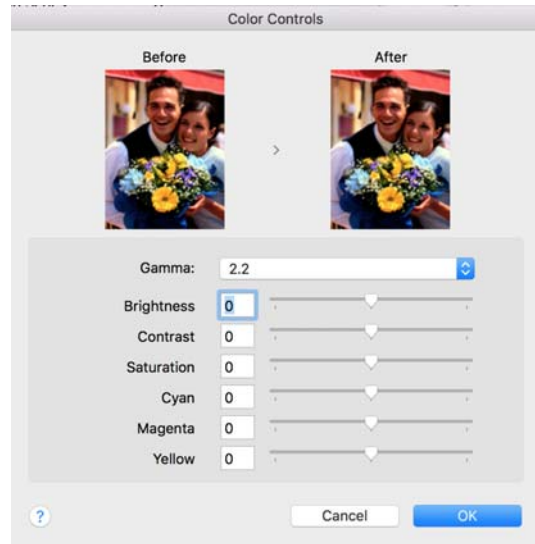 Color Controls
Before After
>
Gamma: 2.2
Brightness 0
Contrast 0
Saturation 0
Cyan 0
Magenta 0
Yellow 0
? Cancel OK